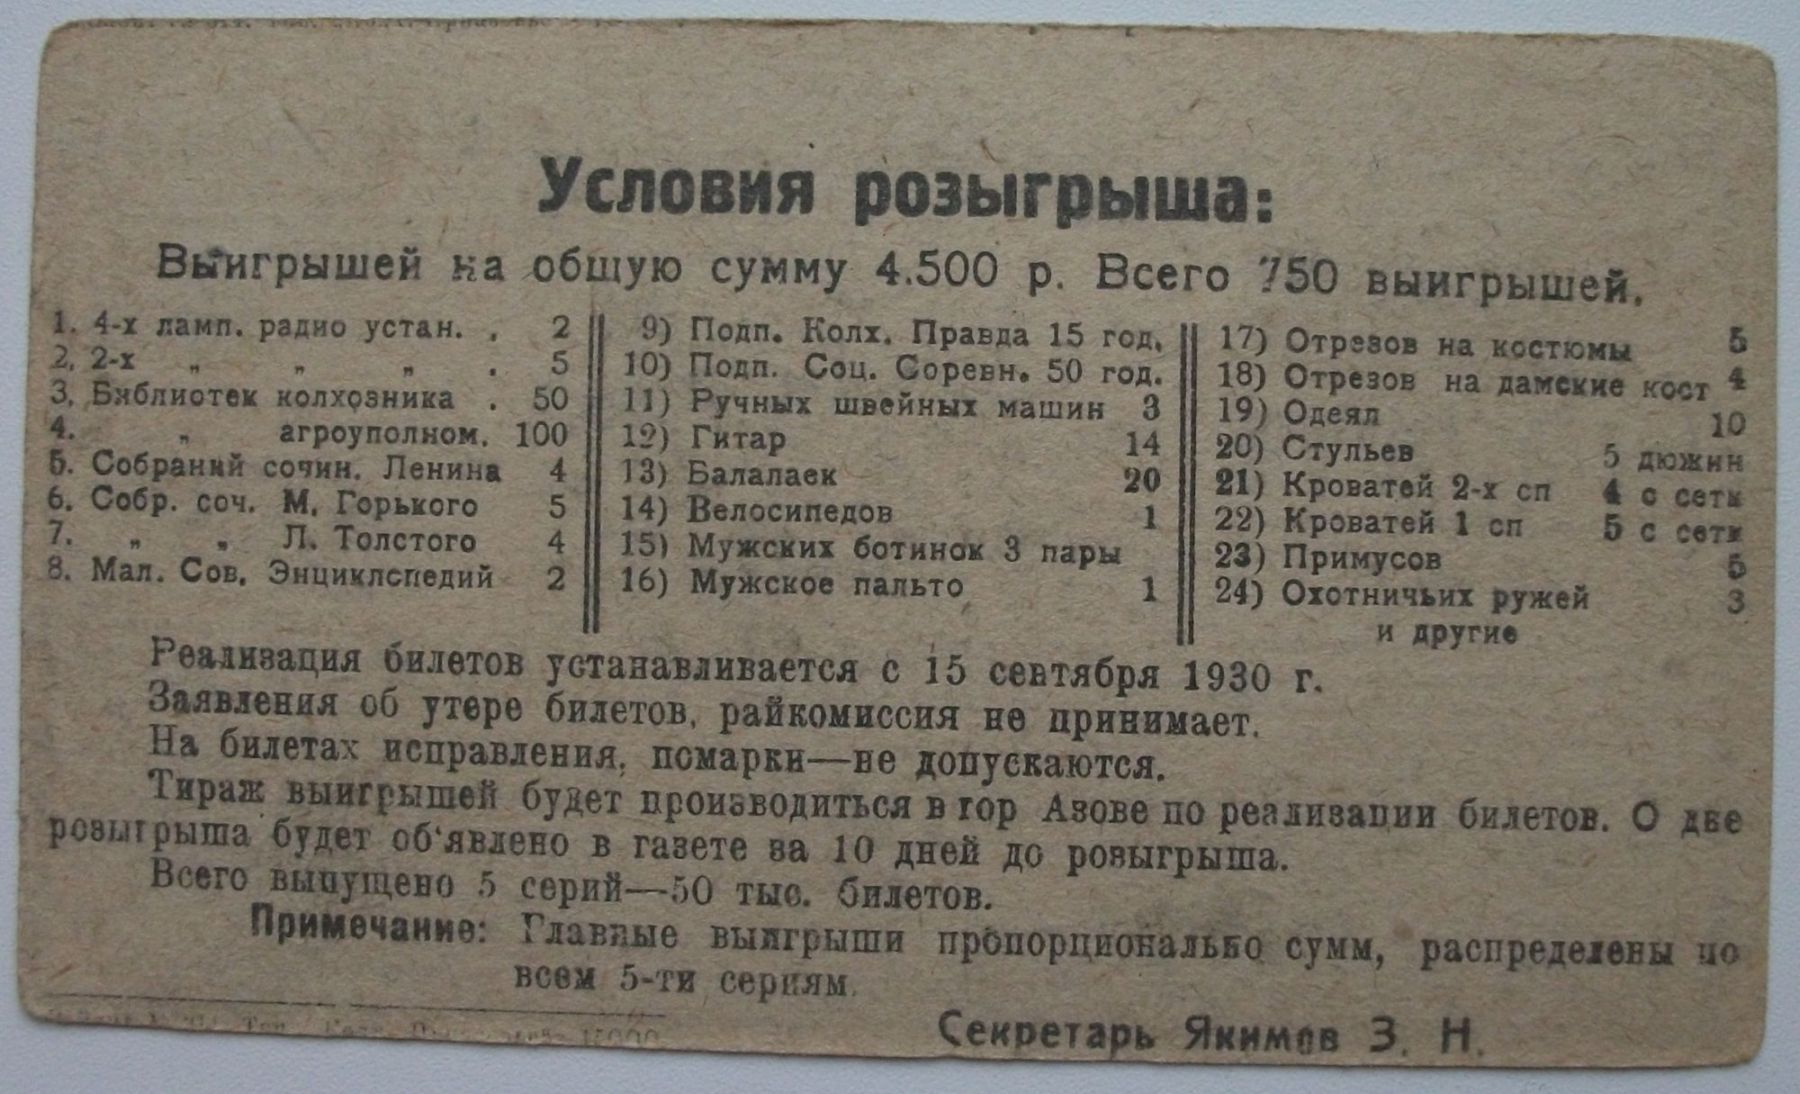 Условия розыгрыша:
Выигрышей на общую сумму 4.500 р. Всего 750 выигрышей.
1. 4-х ламп. радио устан. . 2
2. 2-х „ „ „ . 5
3. Библиотек колхозника . 50
4. „ агроуполном. 100
5. Собраний сочин. Ленина 4
6. Собр. соч. М. Горького 5
7. „ „ Л. Толстого 4
8. Мал. Сов. Энциклопедий 2
9) Подп. Колх. Правда 15 год.
10) Подп. Соц. Соревн. 50 год.
11) Ручных швейных машин 3
12) Гитар 14
13) Балалаек 20
14) Велосипедов 1
15) Мужских ботинок 3 пары
16) Мужское пальто 1
17) Отрезов на костюмы 5
18) Отрезов на дамские кост 4
19) Одеял 10
20) Стульев 5 дюжин
21) Кроватей 2-х сп 4 с сетк
22) Кроватей 1 сп 5 с сетк
23) Примусов 5
24) Охотничьих ружей 3
и другие
Реализация билетов устанавливается с 15 сентября 1930 г.
Заявления об утере билетов, райкомиссия не принимает.
На билетах исправления, помарки—не допускаются.
Тираж выигрышей будет производиться в гор Азове по реализации билетов. О дне
розыгрыша будет об'явлено в газете за 10 дней до розыгрыша.
Всего выпущено 5 серий—50 тыс. билетов.
Примечание: Главные выигрыши пропорционально сумм, распределены по
всем 5-ти сериям.
Секретарь Якимов З. Н.